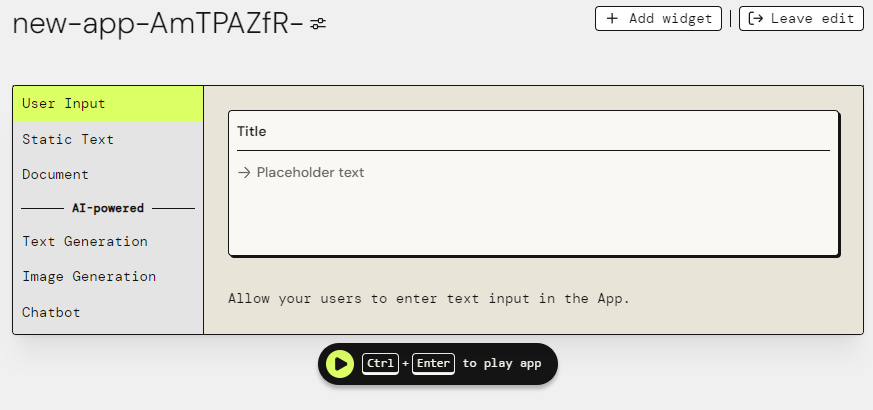 new-app-AmTPAZfR-
+ Add widget
Leave edit
User Input
Static Text
Document
AI-powered
Text Generation
Image Generation
Chatbot
Title
→ Placeholder text
Allow your users to enter text input in the App.
Ctrl + Enter to play app